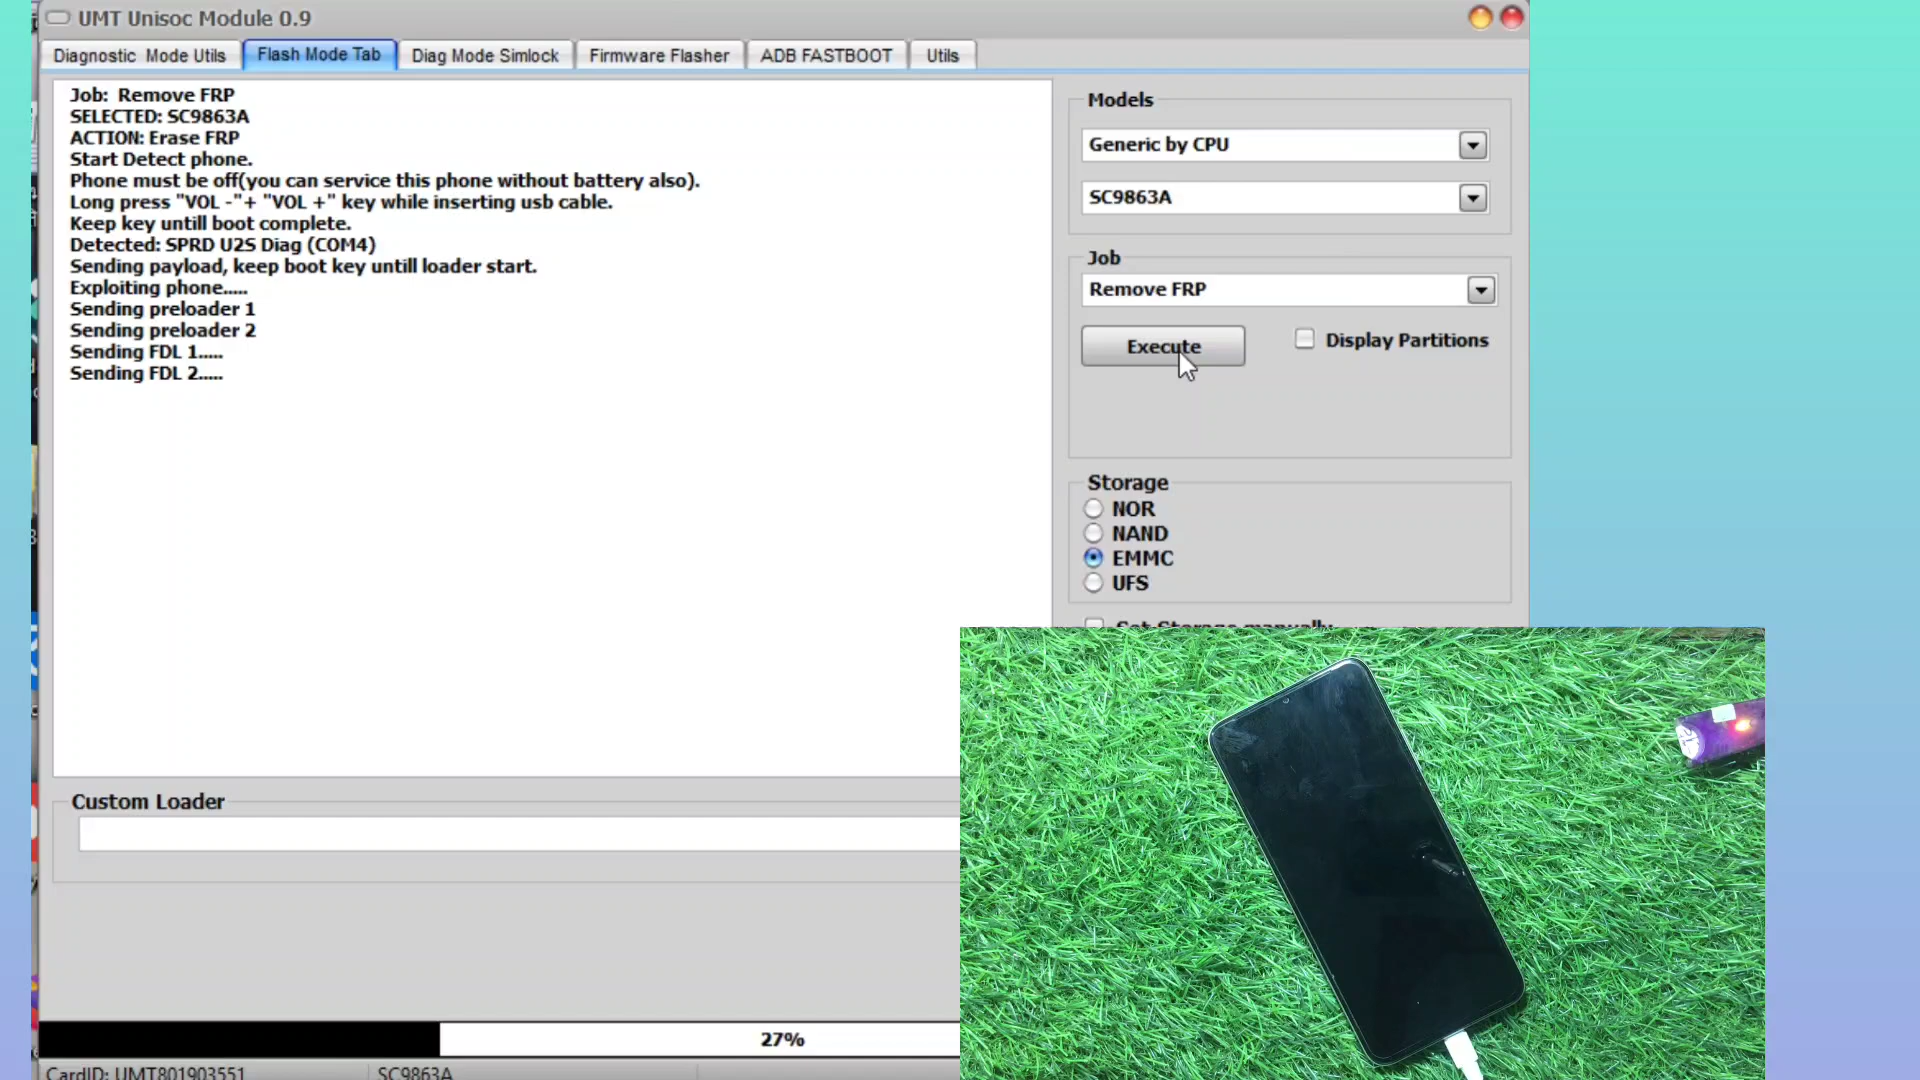 UMT Unisoc Module 0.9
Diagnostic Mode Utils
Flash Mode Tab
Diag Mode Simlock
Firmware Flasher
ADB FASTBOOT
Utils
Job: Remove FRP
SELECTED: SC9863A
ACTION: Erase FRP
Start Detect phone.
Phone must be off(you can service this phone without battery also).
Long press "VOL -"+ "VOL +" key while inserting usb cable.
Keep key untill boot complete.
Detected: SPRD U2S Diag (COM4)
Sending payload, keep boot key untill loader start.
Exploiting phone.....
Sending preloader 1
Sending preloader 2
Sending FDL 1.....
Sending FDL 2.....
Models
Generic by CPU
SC9863A
Job
Remove FRP
Execute
Display Partitions
Storage
NOR
NAND
EMMC
UFS
Set Storage manually
Custom Loader
27%
CardID: UMT801903551
SC9863A